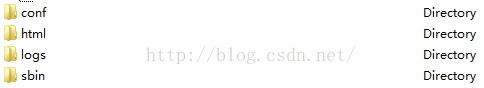 conf Directory
html Directory
logs Directory
http://blog.csdn.net/
sbin Directory